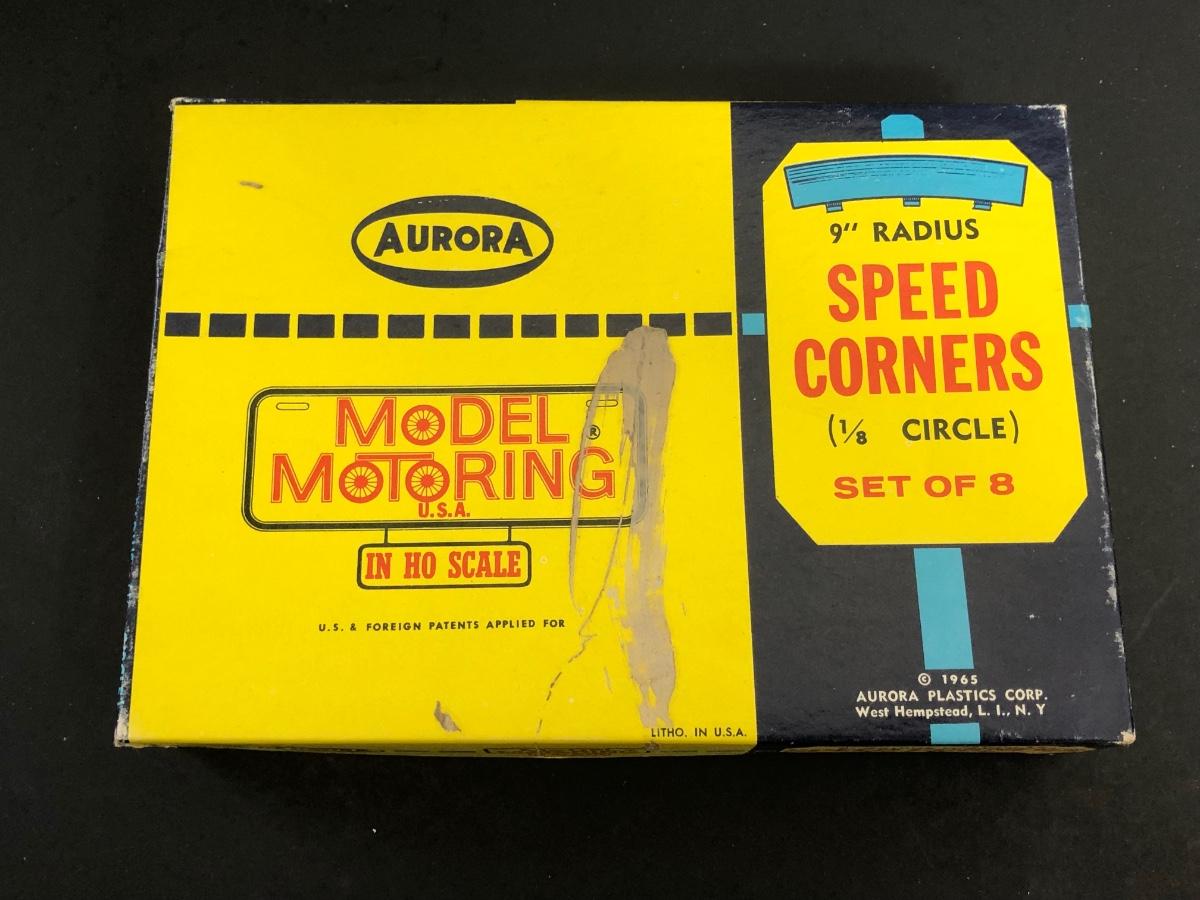 AURORA
MODEL ®
MOTORING
U.S.A.
IN HO SCALE
U.S. & FOREIGN PATENTS APPLIED FOR
LITHO. IN U.S.A.
9" RADIUS
SPEED
CORNERS
(1/8 CIRCLE)
SET OF 8
© 1965
AURORA PLASTICS CORP.
West Hempstead, L. I., N. Y